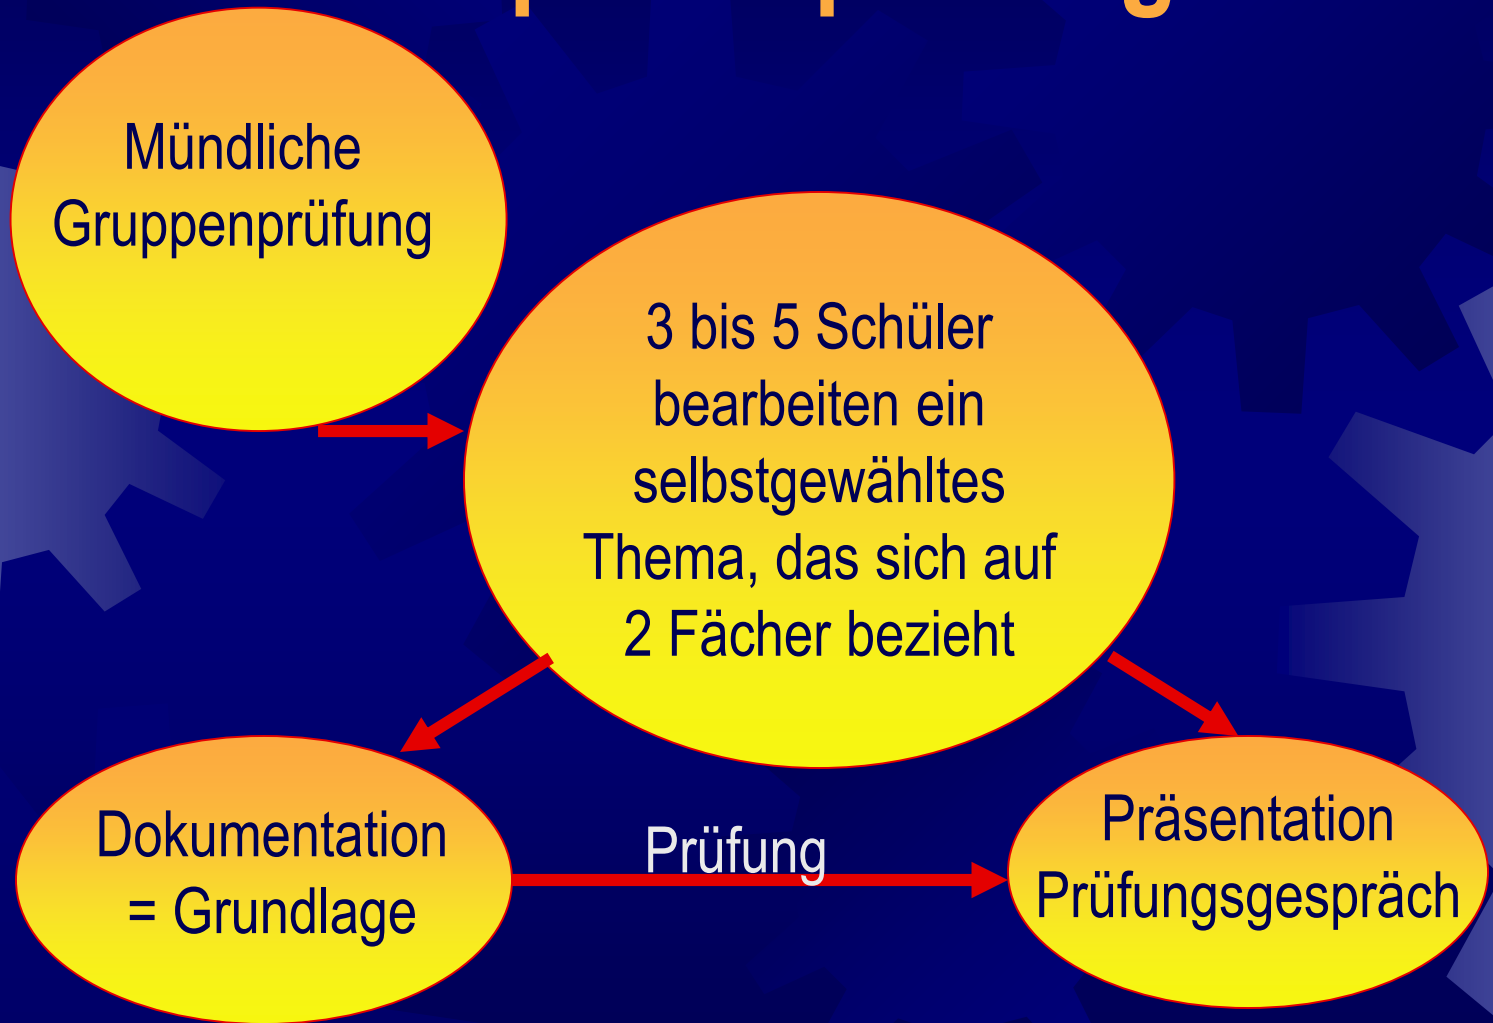 Mündliche
Gruppenprüfung
3 bis 5 Schüler
bearbeiten ein
selbstgewähltes
Thema, das sich auf
2 Fächer bezieht
Dokumentation
= Grundlage
Prüfung
Präsentation
Prüfungsgespräch